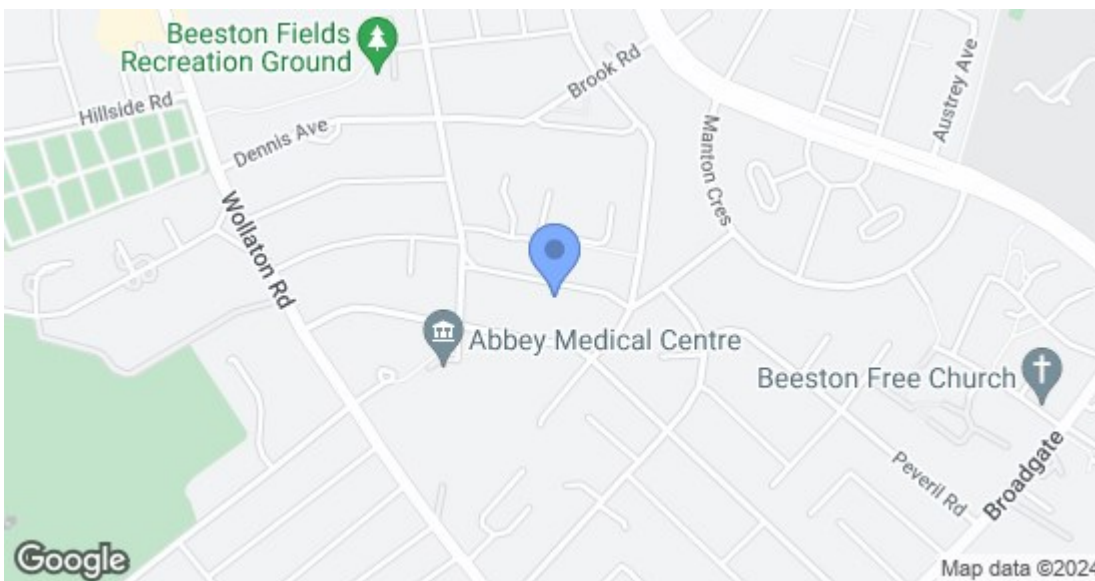 Beeston Fields
Recreation Ground
Hillside Rd
Dennis Ave
Brook Rd
Austrey Ave
Manton Cres
Wollaton Rd
Abbey Medical Centre
Beeston Free Church
Peveril Rd
Broadgate
Google
Map data ©2024